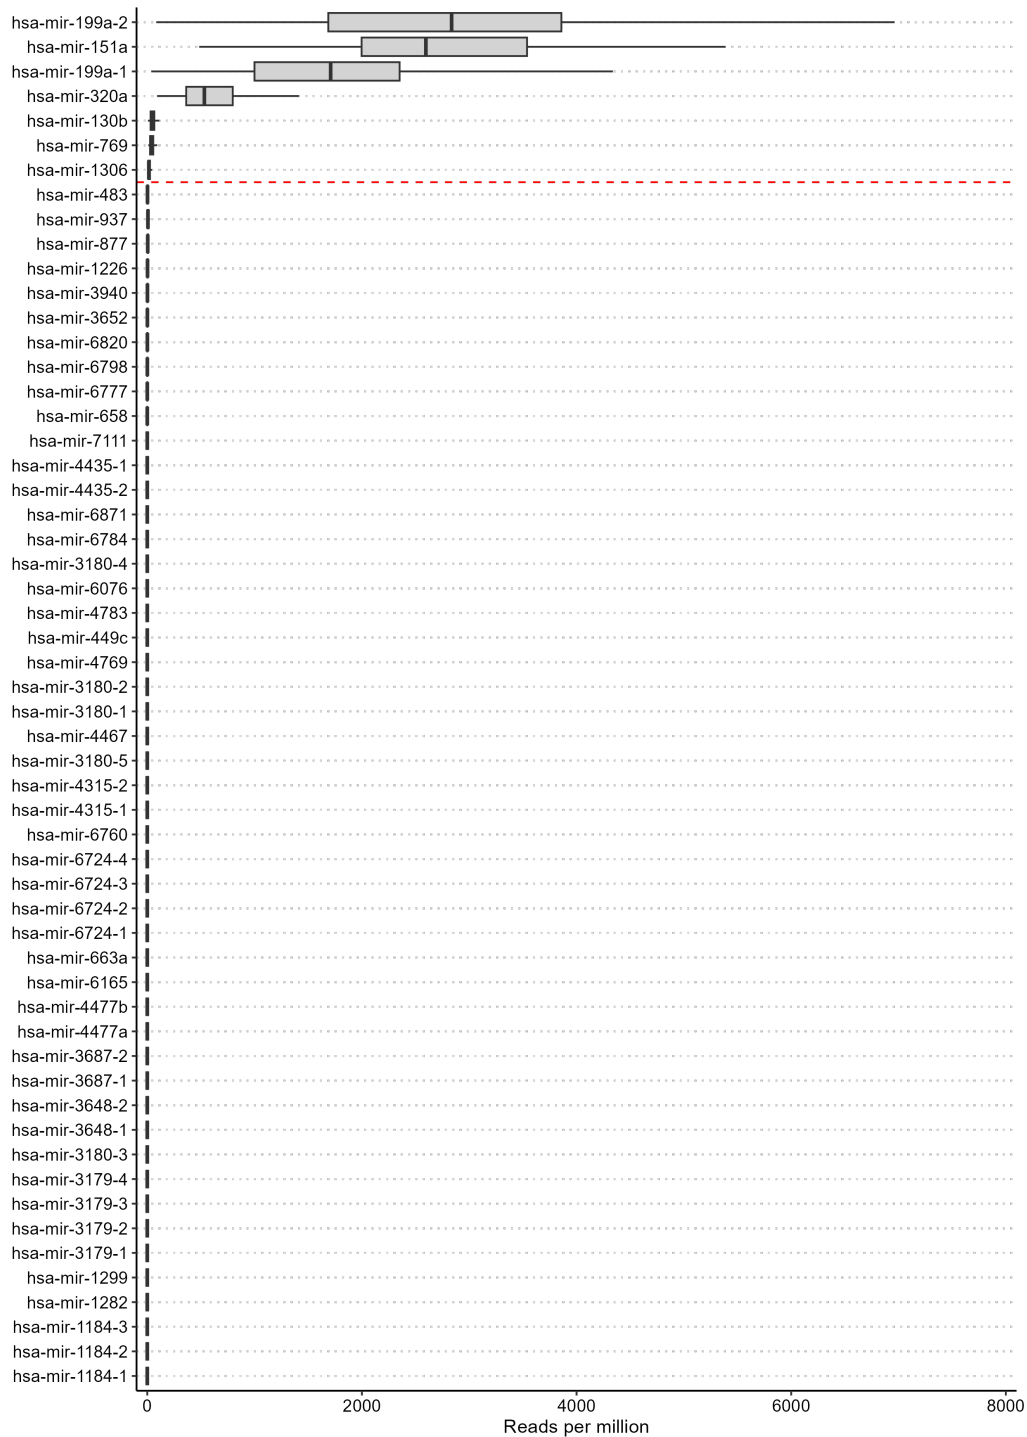 hsa-mir-199a-2
hsa-mir-151a
hsa-mir-199a-1
hsa-mir-320a
hsa-mir-130b
hsa-mir-769
hsa-mir-1306
hsa-mir-483
hsa-mir-937
hsa-mir-877
hsa-mir-1226
hsa-mir-3940
hsa-mir-3652
hsa-mir-6820
hsa-mir-6798
hsa-mir-6777
hsa-mir-658
hsa-mir-7111
hsa-mir-4435-1
hsa-mir-4435-2
hsa-mir-6871
hsa-mir-6784
hsa-mir-3180-4
hsa-mir-6076
hsa-mir-4783
hsa-mir-449c
hsa-mir-4769
hsa-mir-3180-2
hsa-mir-3180-1
hsa-mir-4467
hsa-mir-3180-5
hsa-mir-4315-2
hsa-mir-4315-1
hsa-mir-6760
hsa-mir-6724-4
hsa-mir-6724-3
hsa-mir-6724-2
hsa-mir-6724-1
hsa-mir-663a
hsa-mir-6165
hsa-mir-4477b
hsa-mir-4477a
hsa-mir-3687-2
hsa-mir-3687-1
hsa-mir-3648-2
hsa-mir-3648-1
hsa-mir-3180-3
hsa-mir-3179-4
hsa-mir-3179-3
hsa-mir-3179-2
hsa-mir-3179-1
hsa-mir-1299
hsa-mir-1282
hsa-mir-1184-3
hsa-mir-1184-2
hsa-mir-1184-1
0 2000 4000 6000 8000
Reads per million